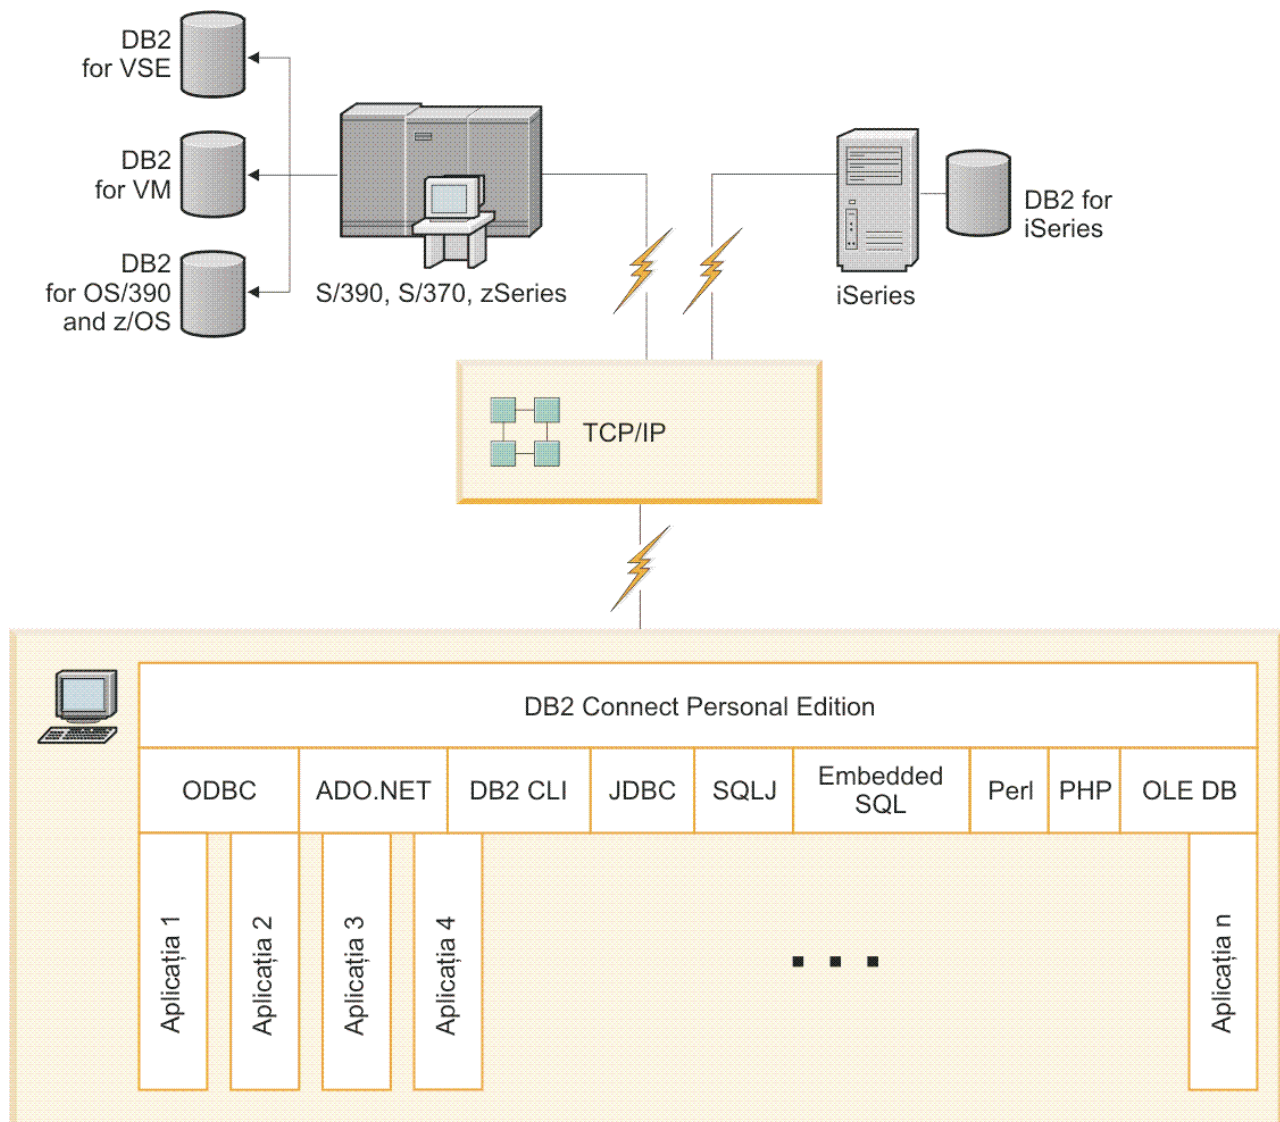 DB2
for VSE
DB2
for VM
DB2
for OS/390
and z/OS
S/390, S/370, zSeries
iSeries
DB2 for
iSeries
TCP/IP
DB2 Connect Personal Edition
ODBC
ADO.NET
DB2 CLI
JDBC
SQLJ
Embedded
SQL
Perl
PHP
OLE DB
Aplicația 1
Aplicația 2
Aplicația 3
Aplicația 4
Aplicația n